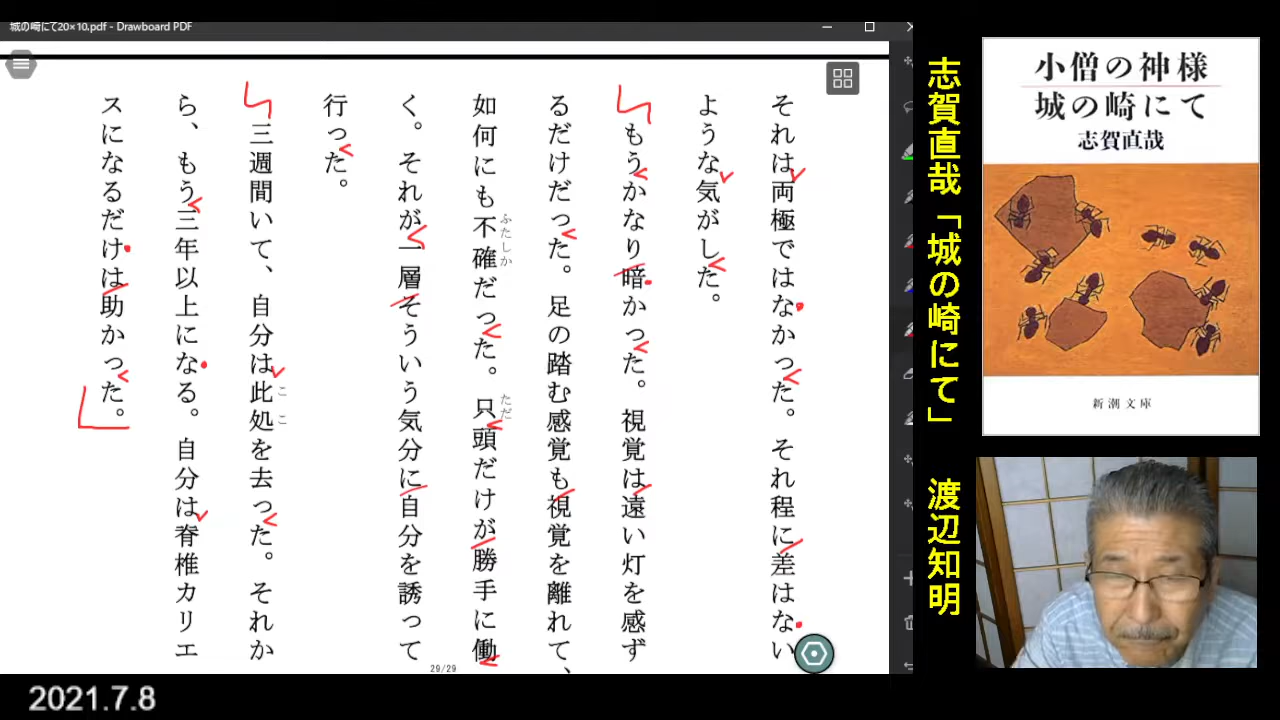 城の崎にて20×10.pdf - Drawboard PDF
それは両極ではなかった。それ程に差はない
ような気がした。
もうかなり暗かった。視覚は遠い灯を感ず
るだけだった。足の踏む感覚も視覚を離れて、
如何にも不確だった。只頭だけが勝手に働
ふたしか
ただ
く。それが一層そういう気分に自分を誘って
行った。
三週間いて、自分は此処を去った。それか
ここ
ら、もう三年以上になる。自分は脊椎カリエ
スになるだけは助かった。
29/29
志賀直哉「城の崎にて」 渡辺知明
小僧の神様
城の崎にて
志賀直哉
新潮文庫
2021.7.8